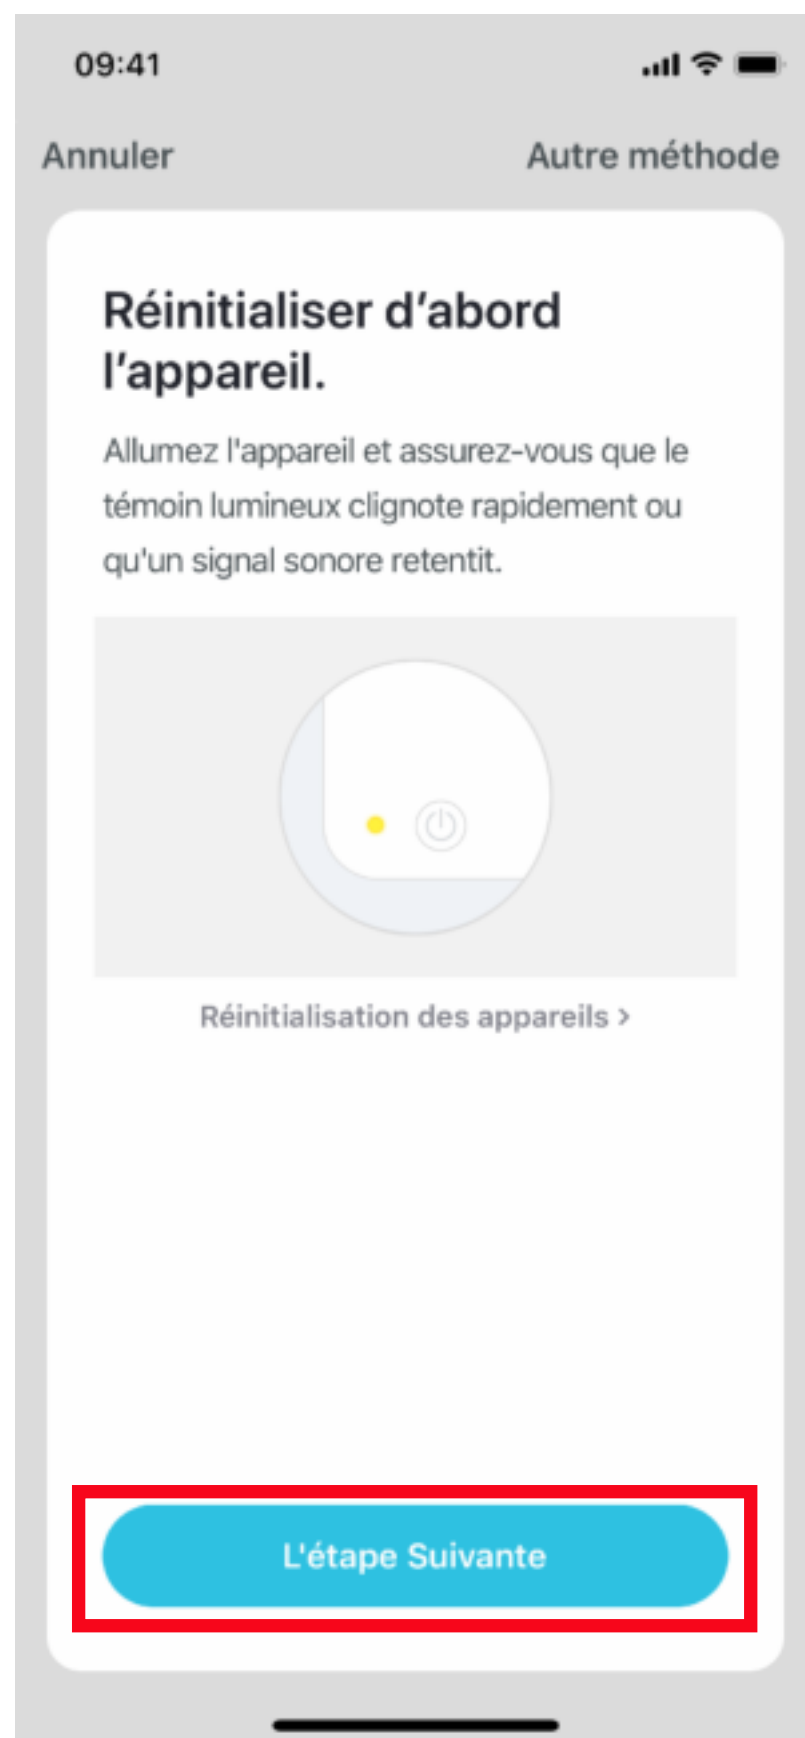 09:41
Annuler
Autre méthode
Réinitialiser d’abord
l’appareil.
Allumez l'appareil et assurez-vous que le
témoin lumineux clignote rapidement ou
qu'un signal sonore retentit.
Réinitialisation des appareils >
L'étape Suivante